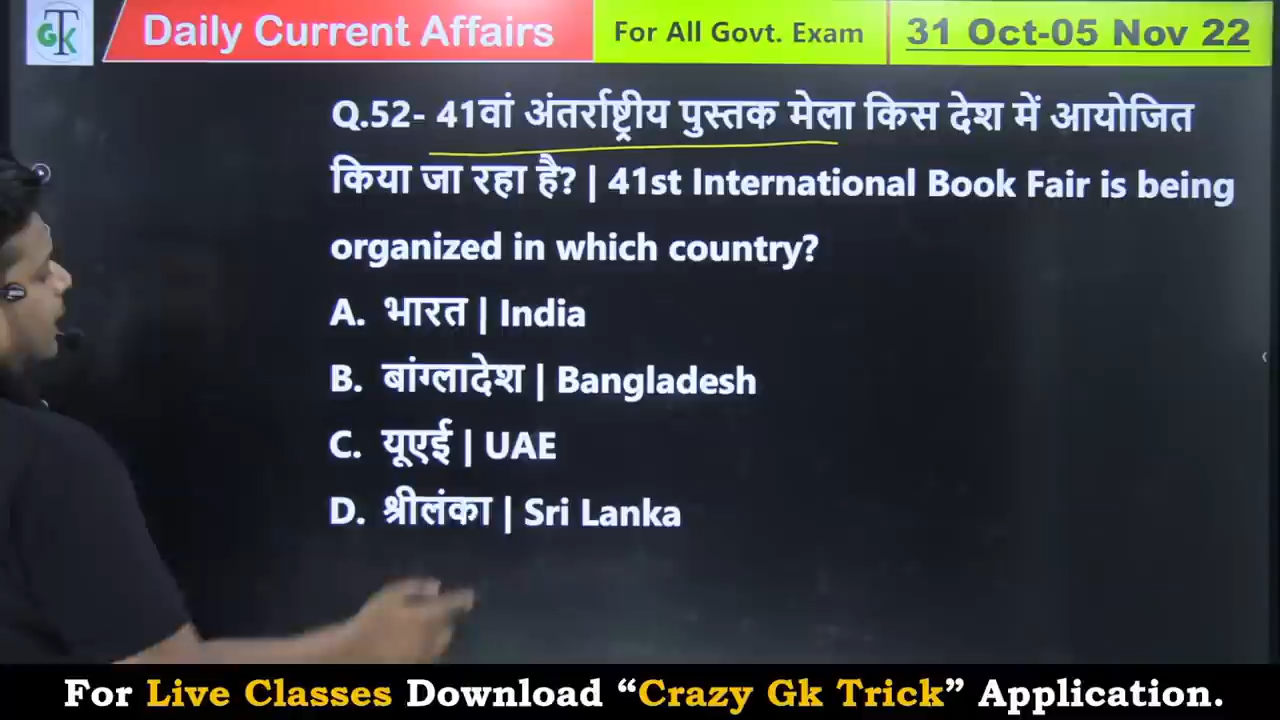 GTK
Daily Current Affairs
For All Govt. Exam
31 Oct-05 Nov 22
Q.52- 41वां अंतर्राष्ट्रीय पुस्तक मेला किस देश में आयोजित
किया जा रहा है? | 41st International Book Fair is being
organized in which country?
A. भारत | India
B. बांग्लादेश | Bangladesh
C. यूएई | UAE
D. श्रीलंका | Sri Lanka
For Live Classes Download “Crazy Gk Trick” Application.